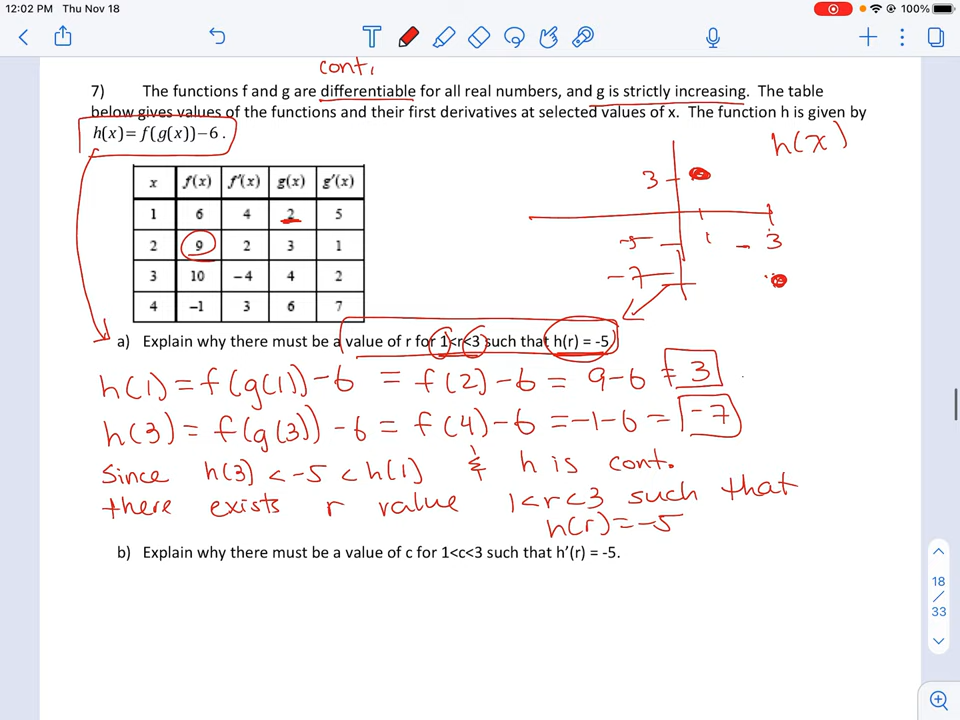 12:02 PM Thu Nov 18
100%
cont.
7) The functions f and g are differentiable for all real numbers, and g is strictly increasing. The table
below gives values of the functions and their first derivatives at selected values of x. The function h is given by
h(x) = f(g(x)) − 6 .
h(x)
x f(x) f′(x) g(x) g′(x)
1 6 4 2 5
2 9 2 3 1
3 10 −4 4 2
4 −1 3 6 7
3
1
3
-5
-7
a) Explain why there must be a value of r for 1<r<3 such that h(r) = -5
h(1) = f(g(1)) - 6 = f(2) - 6 = 9 - 6 = 3
h(3) = f(g(3)) - 6 = f(4) - 6 = -1 - 6 = -7
Since h(3) < -5 < h(1) & h is cont.
there exists r value 1 < r < 3 such that
h(r) = -5
b) Explain why there must be a value of c for 1<c<3 such that h′(r) = -5.
18
/
33